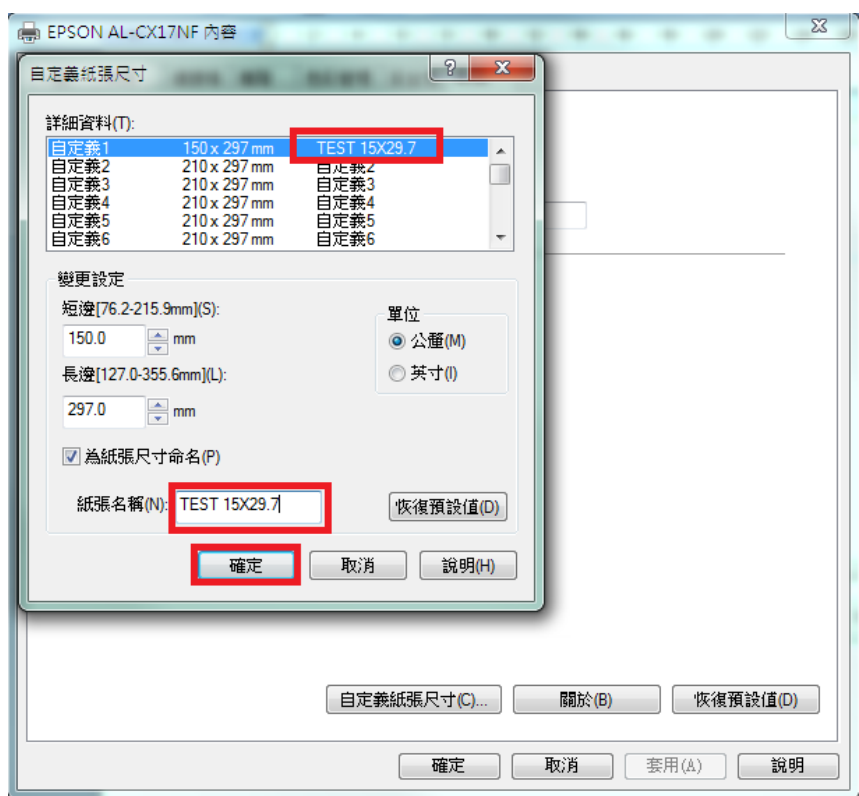 EPSON AL-CX17NF 內容
自定義紙張尺寸
詳細資料(T):
自定義1 150 x 297 mm TEST 15X29.7
自定義2 210 x 297 mm 自定義2
自定義3 210 x 297 mm 自定義3
自定義4 210 x 297 mm 自定義4
自定義5 210 x 297 mm 自定義5
自定義6 210 x 297 mm 自定義6
變更設定
短邊[76.2-215.9mm](S):
150.0 mm
長邊[127.0-355.6mm](L):
297.0 mm
單位
公釐(M)
英寸(I)
為紙張尺寸命名(P)
紙張名稱(N): TEST 15X29.7
恢復預設值(D)
確定 取消 說明(H)
自定義紙張尺寸(C)... 關於(B) 恢復預設值(D)
確定 取消 套用(A) 說明